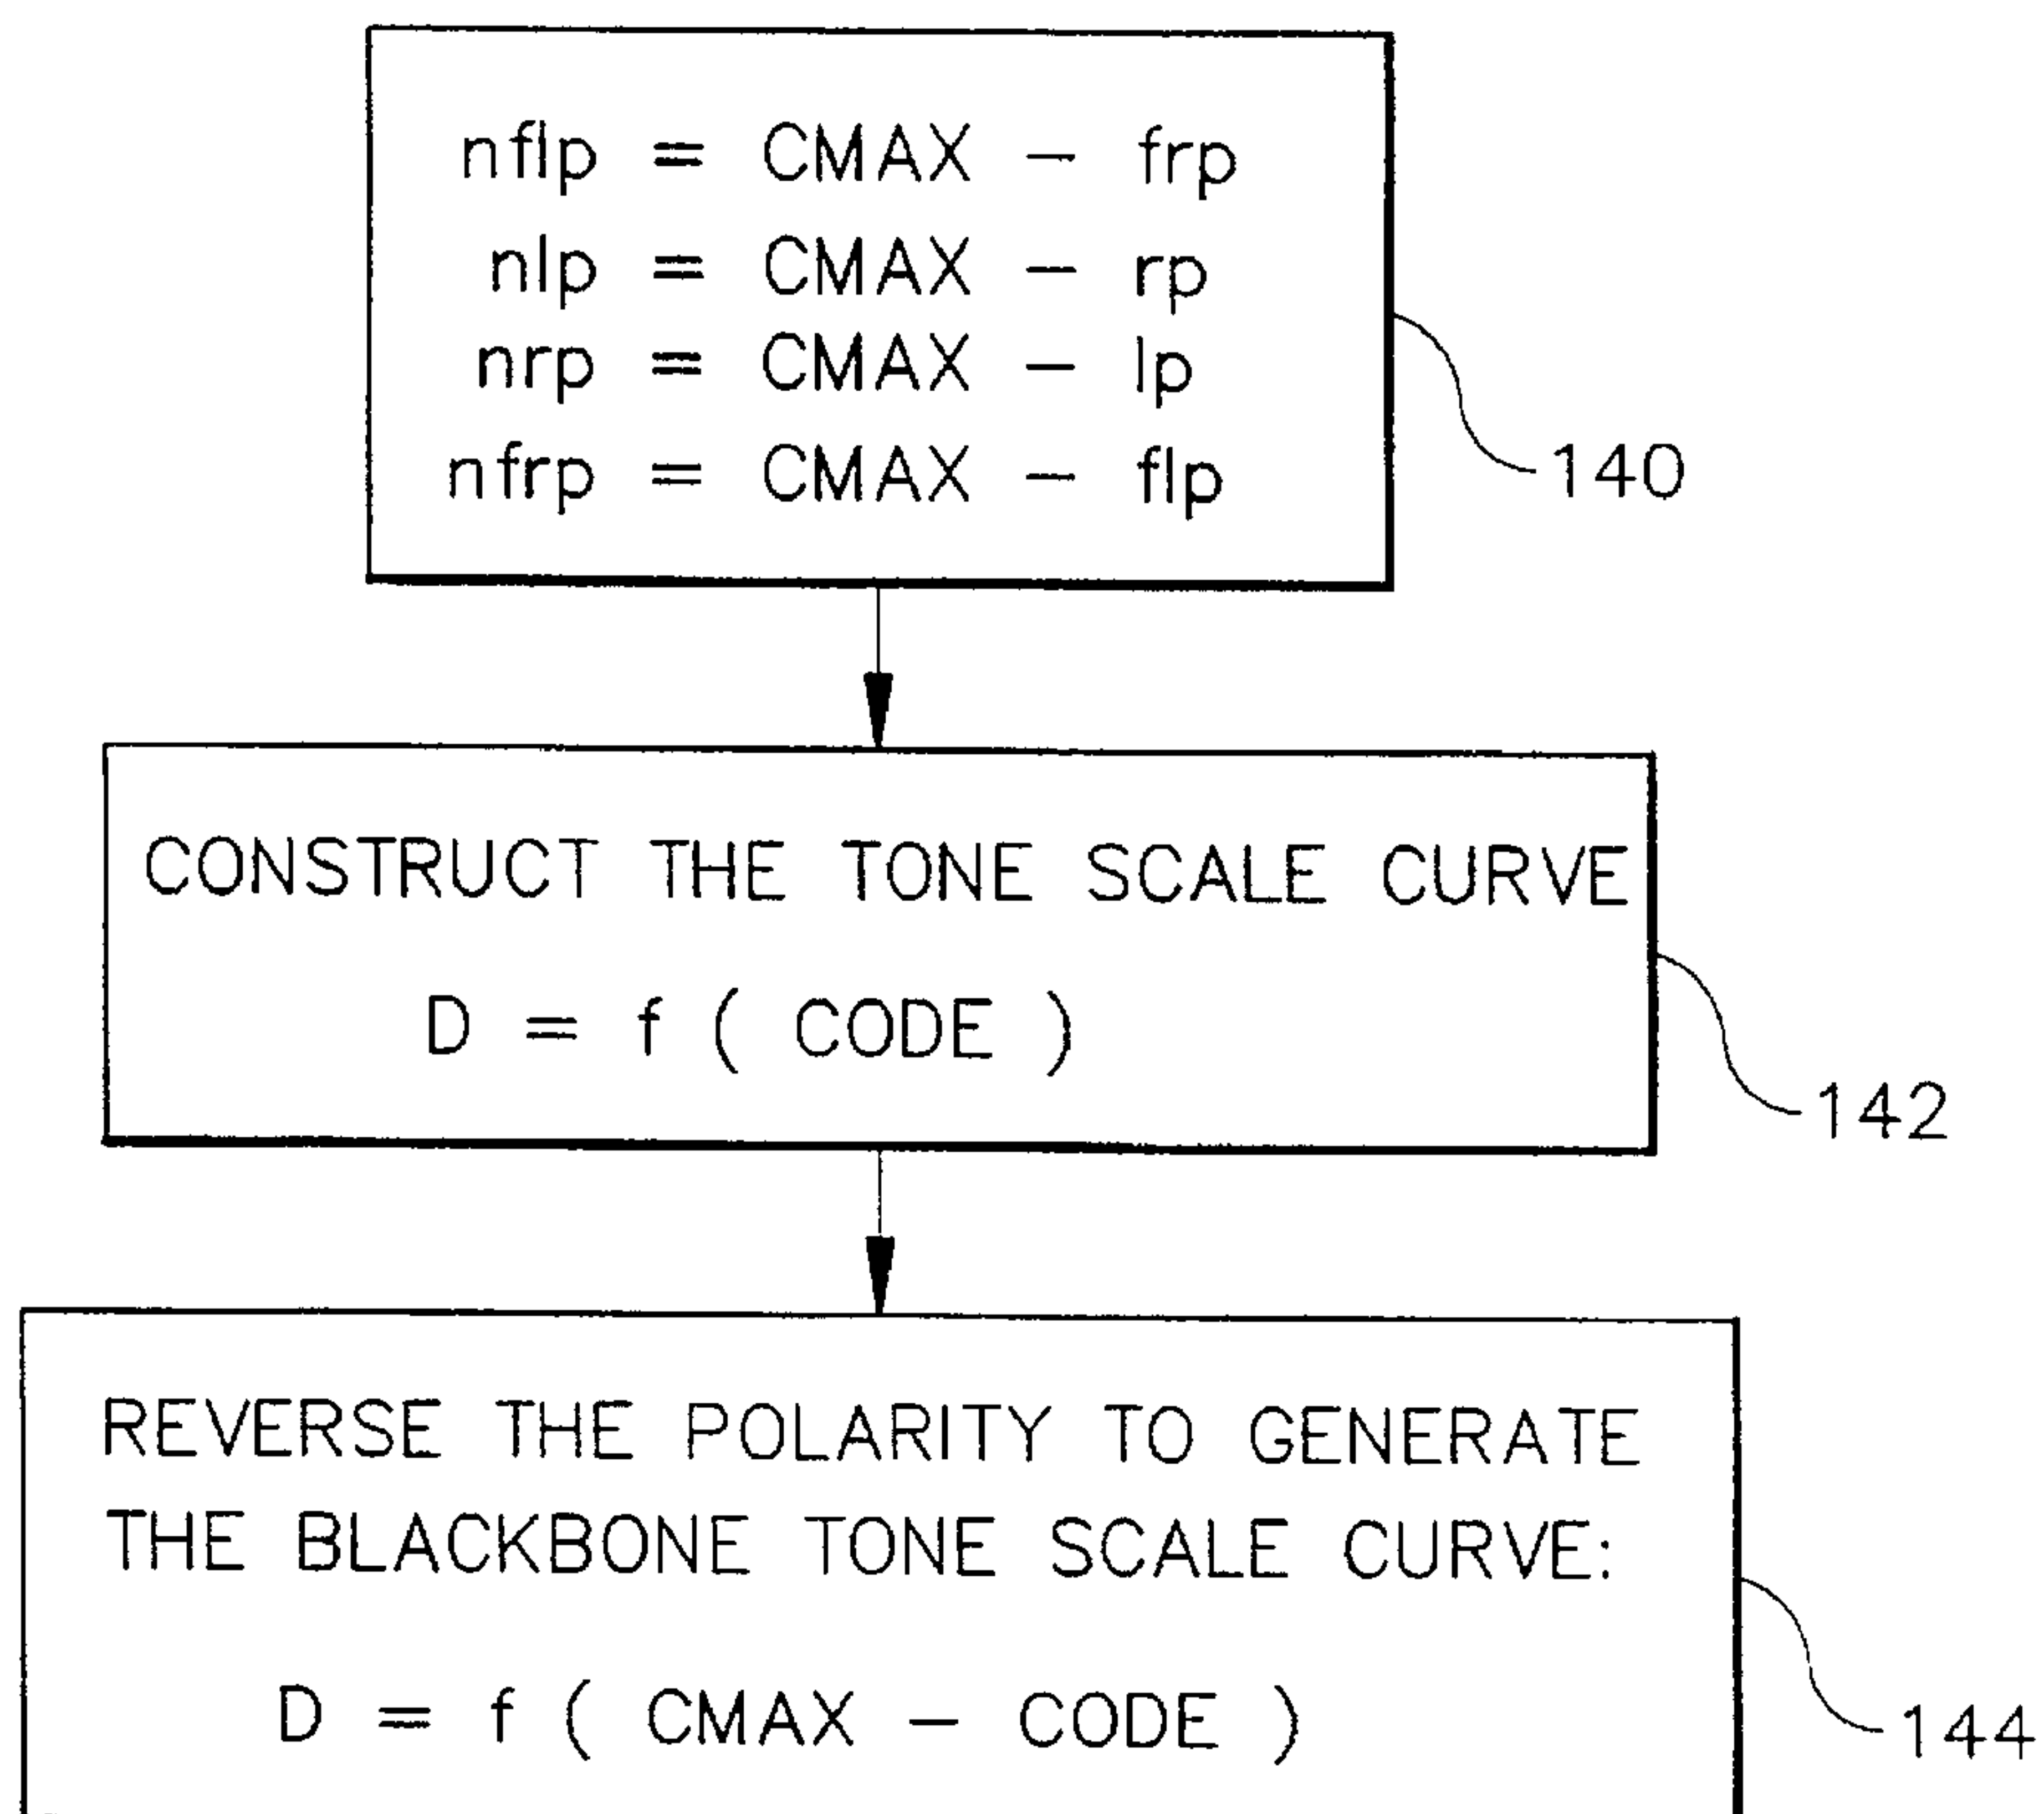 nflp = CMAX − frp
nlp = CMAX − rp
nrp = CMAX − lp
nfrp = CMAX − flp
140
CONSTRUCT THE TONE SCALE CURVE
D = f ( CODE )
142
REVERSE THE POLARITY TO GENERATE
THE BLACKBONE TONE SCALE CURVE:
D = f ( CMAX − CODE )
144